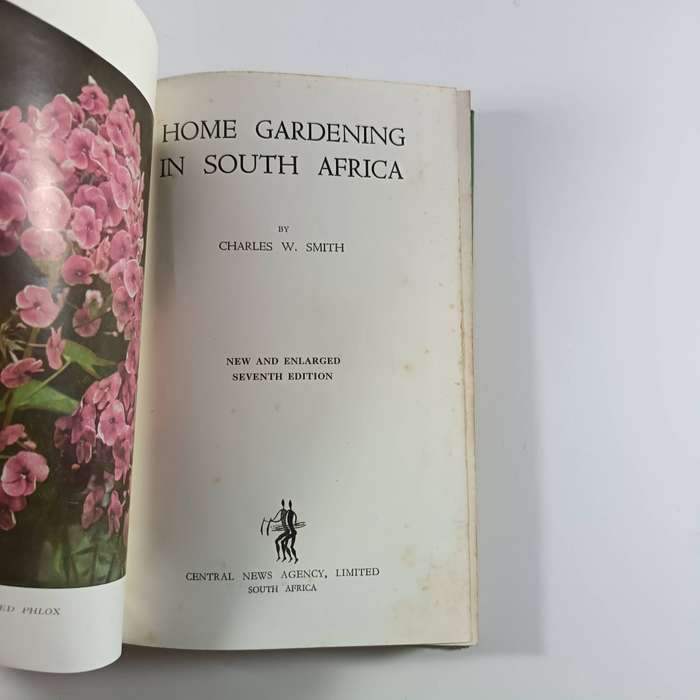 HOME GARDENING
IN SOUTH AFRICA
BY
CHARLES W. SMITH
NEW AND ENLARGED
SEVENTH EDITION
CENTRAL NEWS AGENCY, LIMITED
SOUTH AFRICA
PHLOX